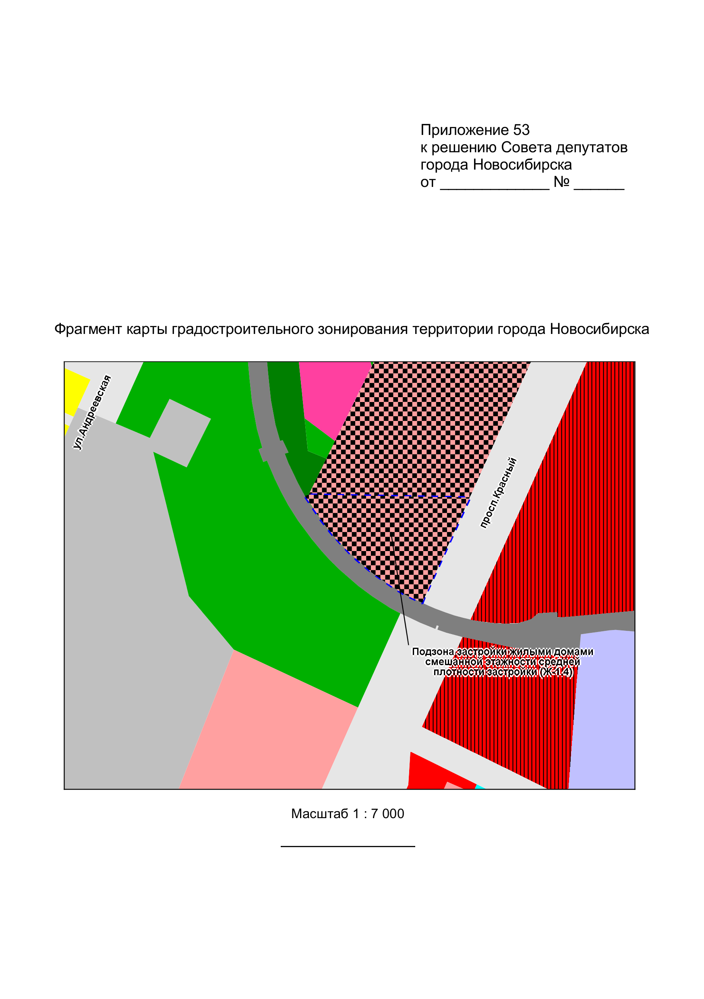 Приложение 53
к решению Совета депутатов
города Новосибирска
от _____________ № ______
Фрагмент карты градостроительного зонирования территории города Новосибирска
ул.Андреевская
просп.Красный
Подзона застройки жилыми домами
смешанной этажности средней
плотности застройки (Ж-1.4)
Масштаб 1 : 7 000